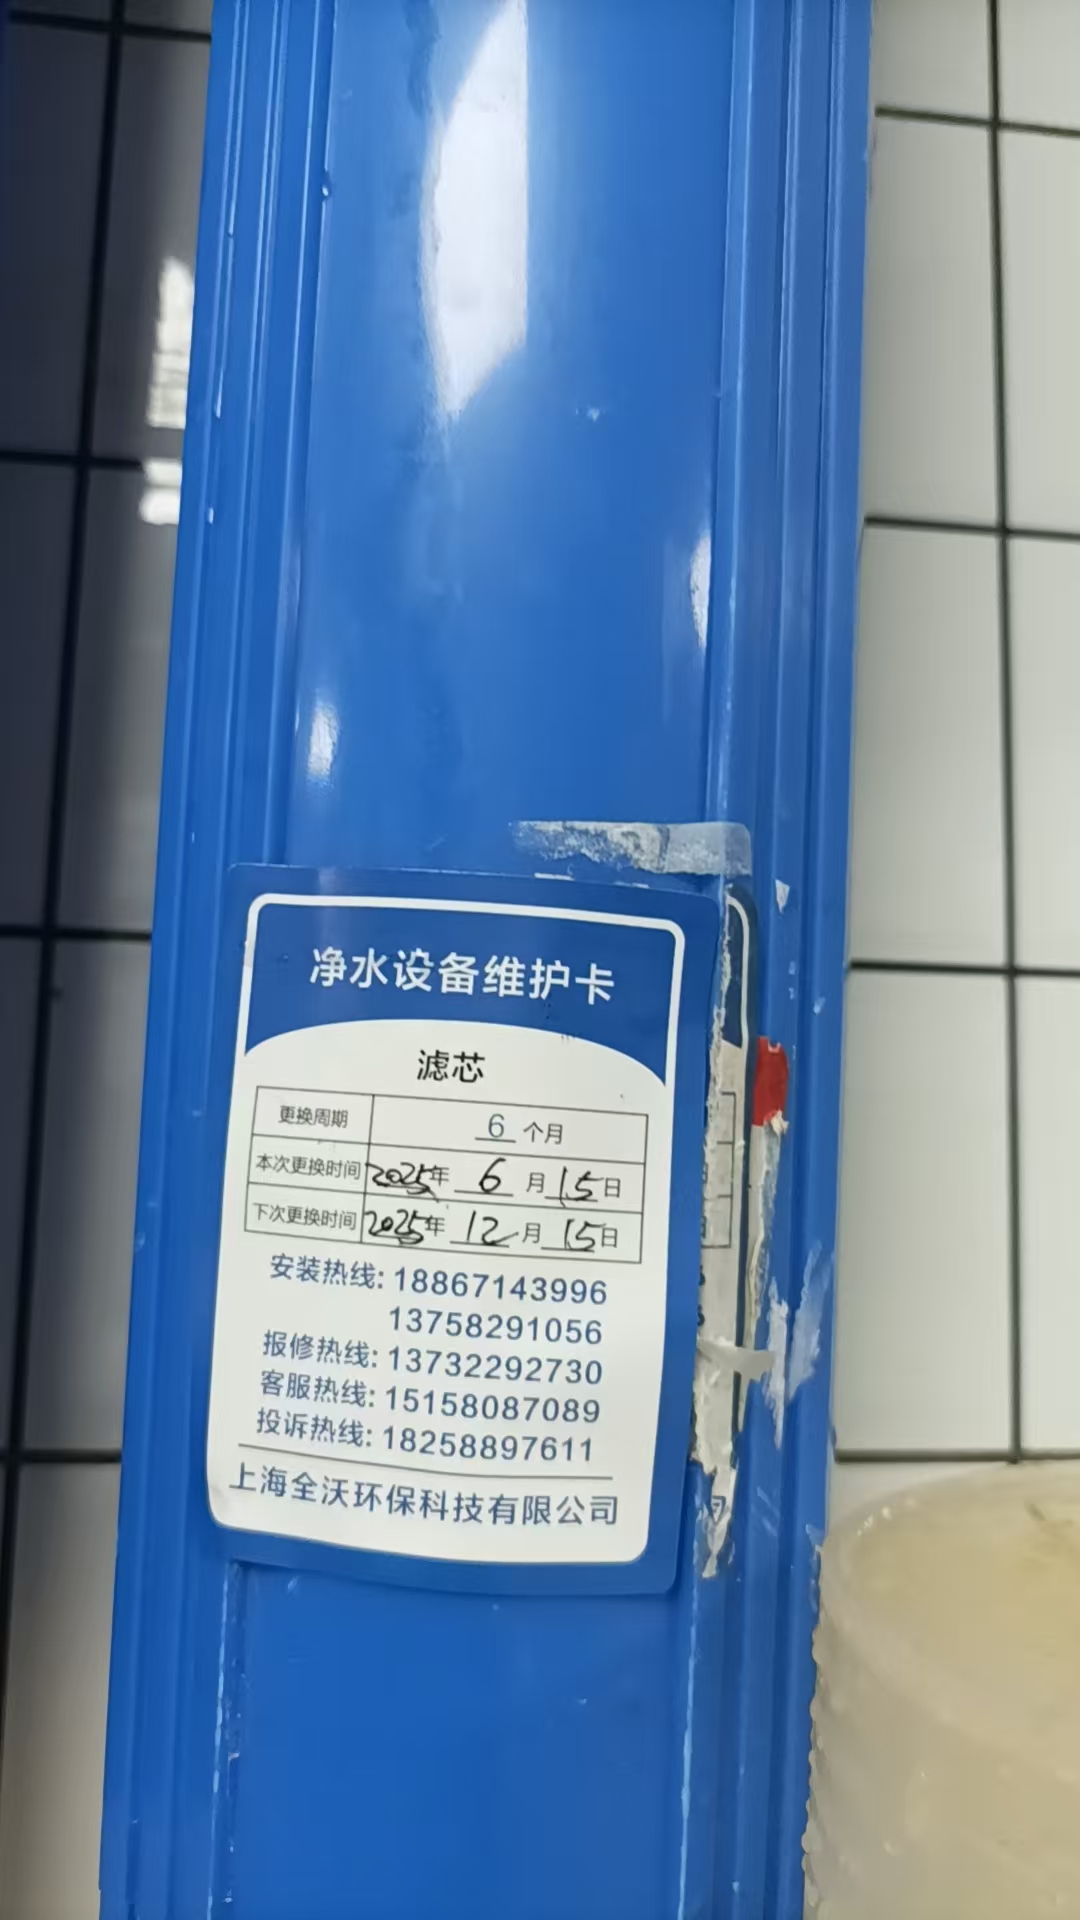 净水设备维护卡
滤芯
更换周期 6 个月
本次更换时间 2025年 6 月 15日
下次更换时间 2025年 12 月 15日
安装热线: 18867143996
13758291056
报修热线: 13732292730
客服热线: 15158087089
投诉热线: 18258897611
上海全沃环保科技有限公司